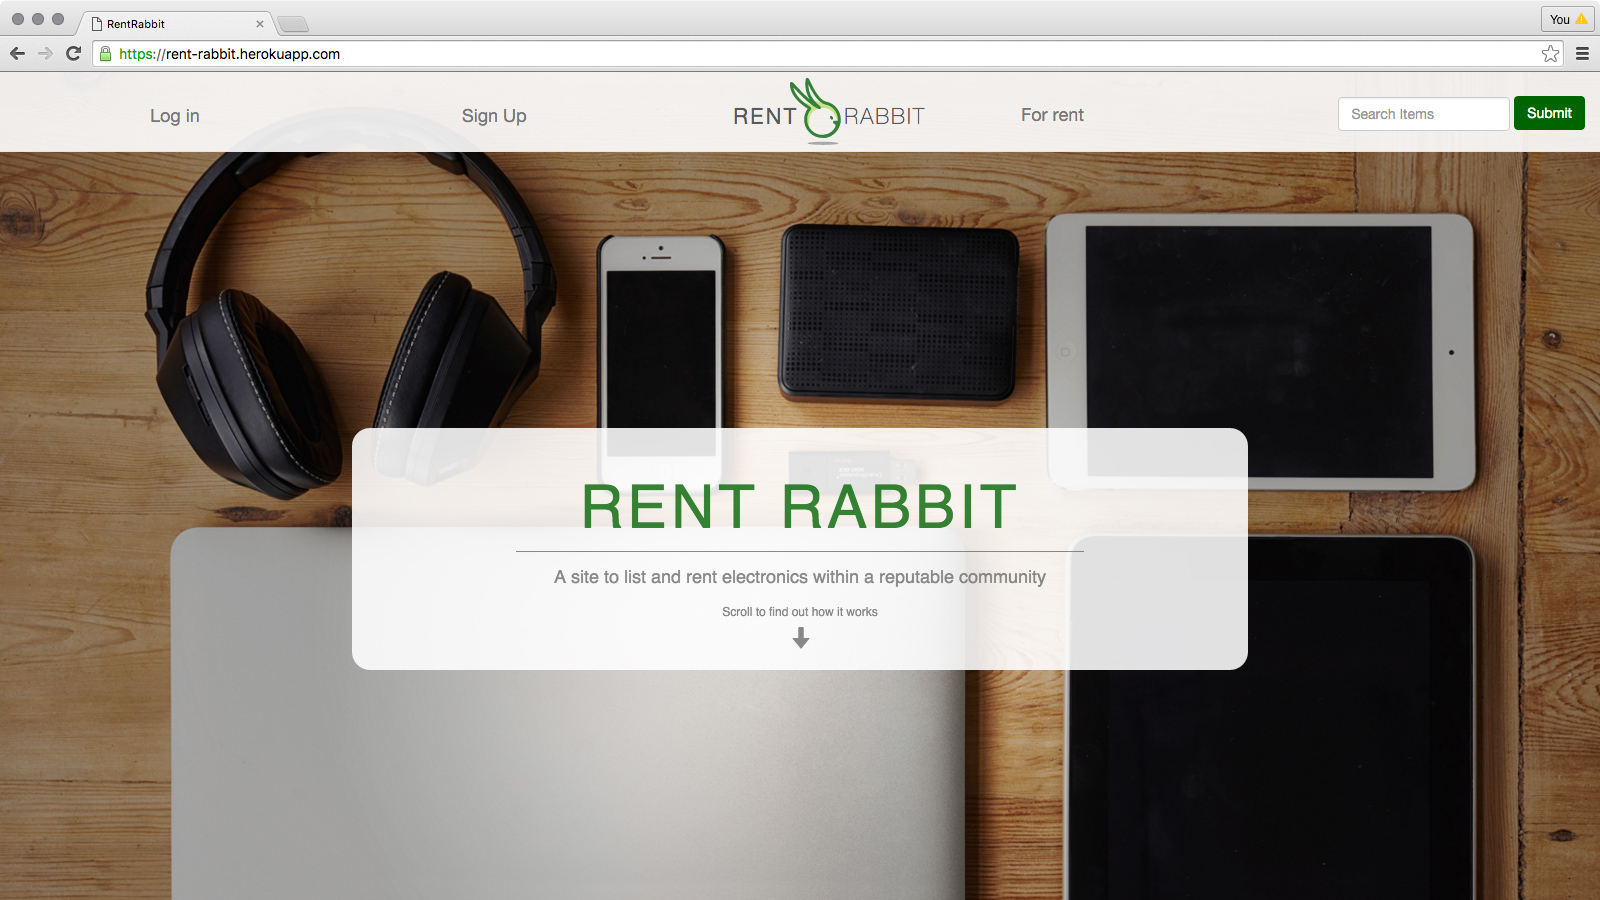 RentRabbit
You
https://rent-rabbit.herokuapp.com
Log in
Sign Up
RENT RABBIT
For rent
Search Items
Submit
RENT RABBIT
A site to list and rent electronics within a reputable community
Scroll to find out how it works